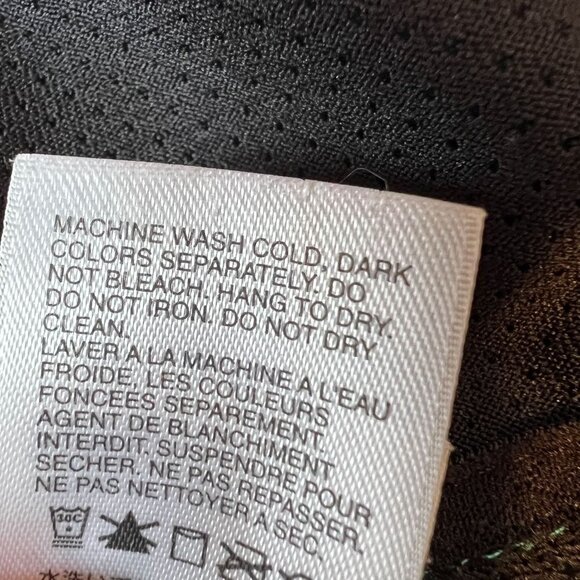 MACHINE WASH COLD, DARK
COLORS SEPARATELY. DO
NOT BLEACH. HANG TO DRY.
DO NOT IRON. DO NOT DRY
CLEAN.
LAVER A LA MACHINE A L'EAU
FROIDE, LES COULEURS
FONCEES SEPAREMENT.
AGENT DE BLANCHIMENT
INTERDIT. SUSPENDRE POUR
SECHER. NE PAS REPASSER.
NE PAS NETTOYER A SEC.
30C